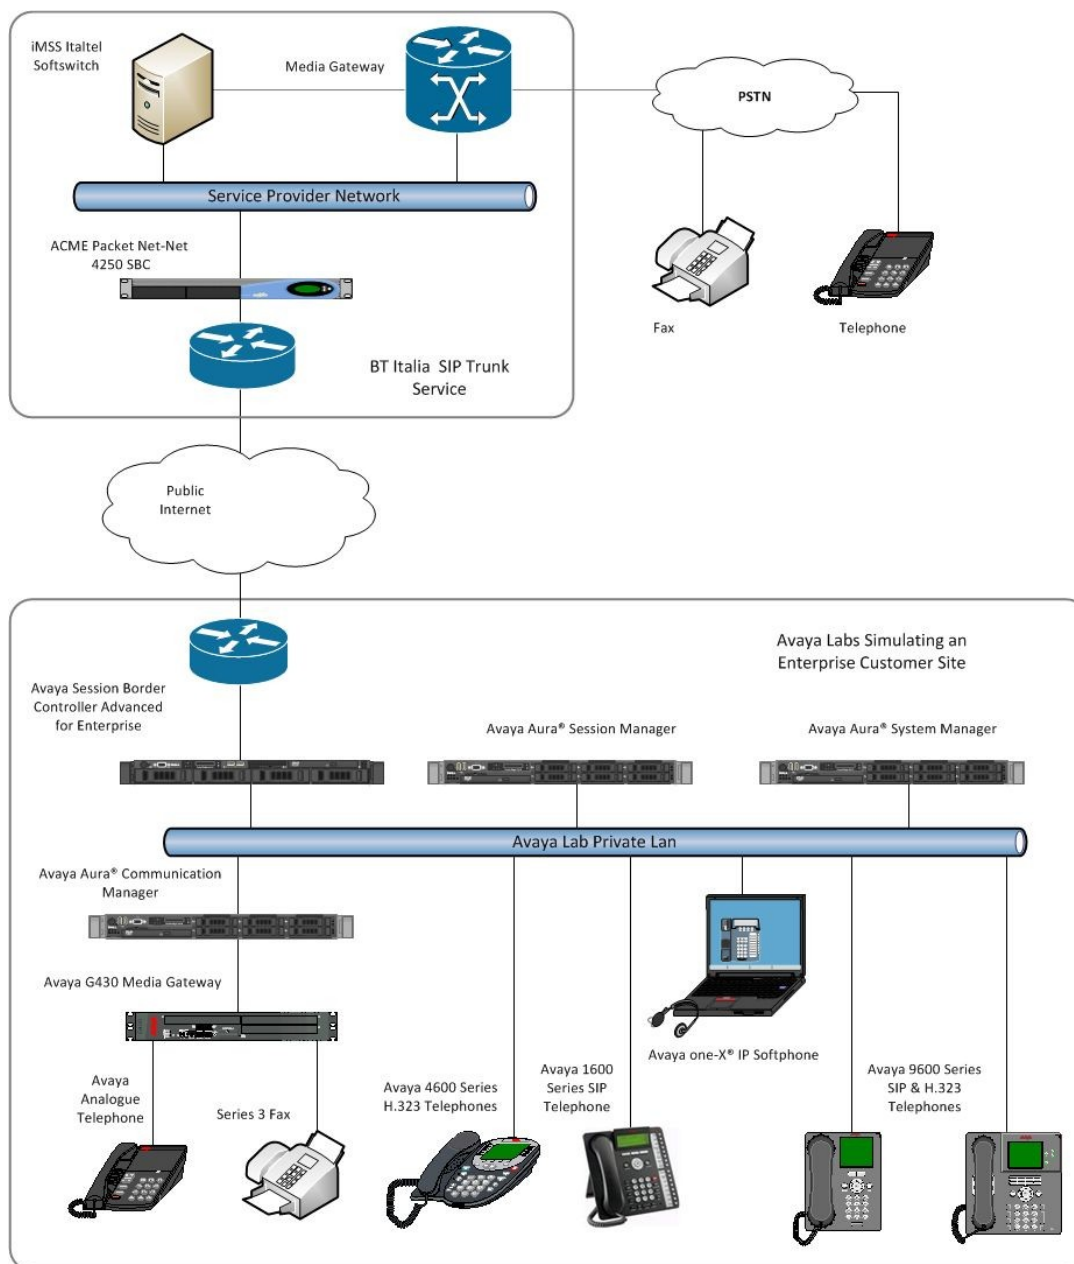 iMSS Italtel
Softswitch
Media Gateway
PSTN
Service Provider Network
ACME Packet Net-Net
4250 SBC
Fax
Telephone
BT Italia SIP Trunk
Service
Public
Internet
Avaya Labs Simulating an
Enterprise Customer Site
Avaya Session Border
Controller Advanced
for Enterprise
Avaya Aura® Session Manager
Avaya Aura® System Manager
Avaya Lab Private Lan
Avaya Aura® Communication
Manager
Avaya G430 Media Gateway
Avaya one-X® IP Softphone
Avaya
Analogue
Telephone
Series 3 Fax
Avaya 4600 Series
H.323 Telephones
Avaya 1600
Series SIP
Telephone
Avaya 9600 Series
SIP & H.323
Telephones